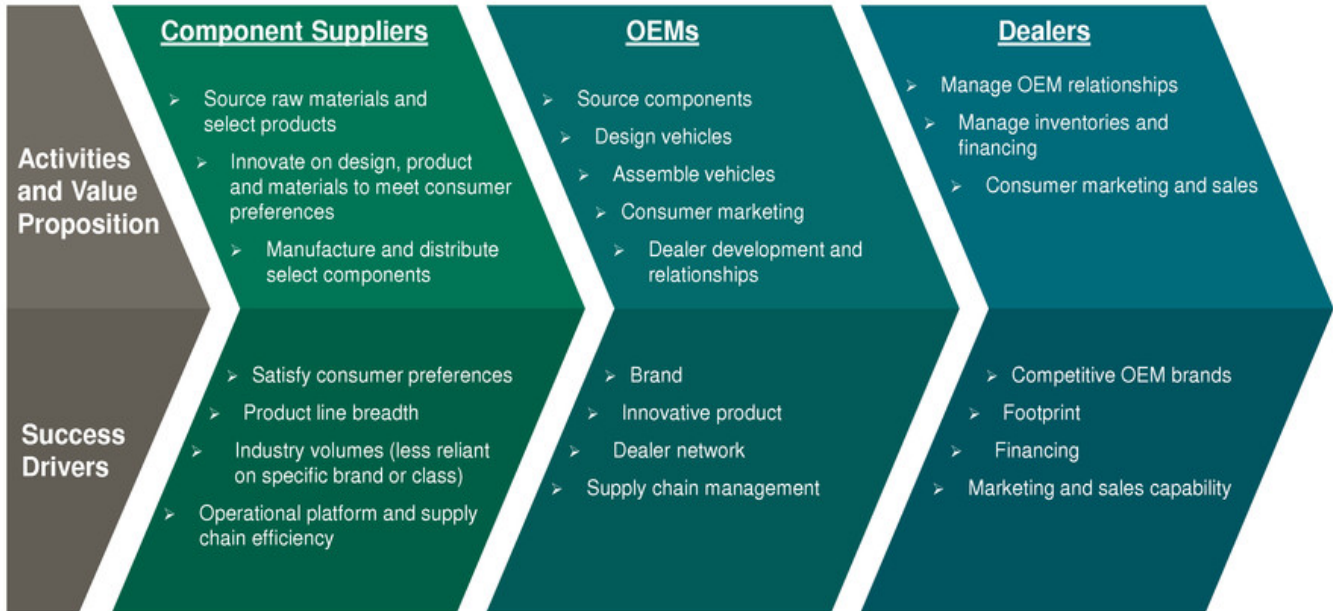 Component Suppliers
OEMs
Dealers
Activities
and Value
Proposition
➢ Source raw materials and
select products
➢ Innovate on design, product
and materials to meet consumer
preferences
➢ Manufacture and distribute
select components
➢ Source components
➢ Design vehicles
➢ Assemble vehicles
➢ Consumer marketing
➢ Dealer development and
relationships
➢ Manage OEM relationships
➢ Manage inventories and
financing
➢ Consumer marketing and sales
Success
Drivers
➢ Satisfy consumer preferences
➢ Product line breadth
➢ Industry volumes (less reliant
on specific brand or class)
➢ Operational platform and supply
chain efficiency
➢ Brand
➢ Innovative product
➢ Dealer network
➢ Supply chain management
➢ Competitive OEM brands
➢ Footprint
➢ Financing
➢ Marketing and sales capability